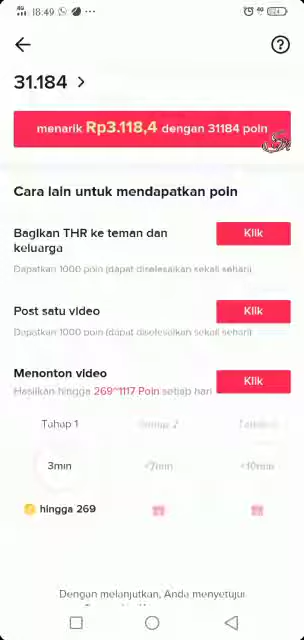 18:49
31.184 >
menarik Rp3.118,4 dengan 31184 poin
Cara lain untuk mendapatkan poin
Bagikan THR ke teman dan
keluarga
Klik
Dapatkan 1000 poin (dapat diselesaikan sekali sehari)
Post satu video
Klik
Dapatkan 1000 poin (dapat diselesaikan sekali sehari)
Menonton video
Klik
Hasilkan hingga 269~1117 Poin setiap hari
Tahap 1
3min
+7min
+10min
hingga 269
Dengan melanjutkan, Anda menyetujui